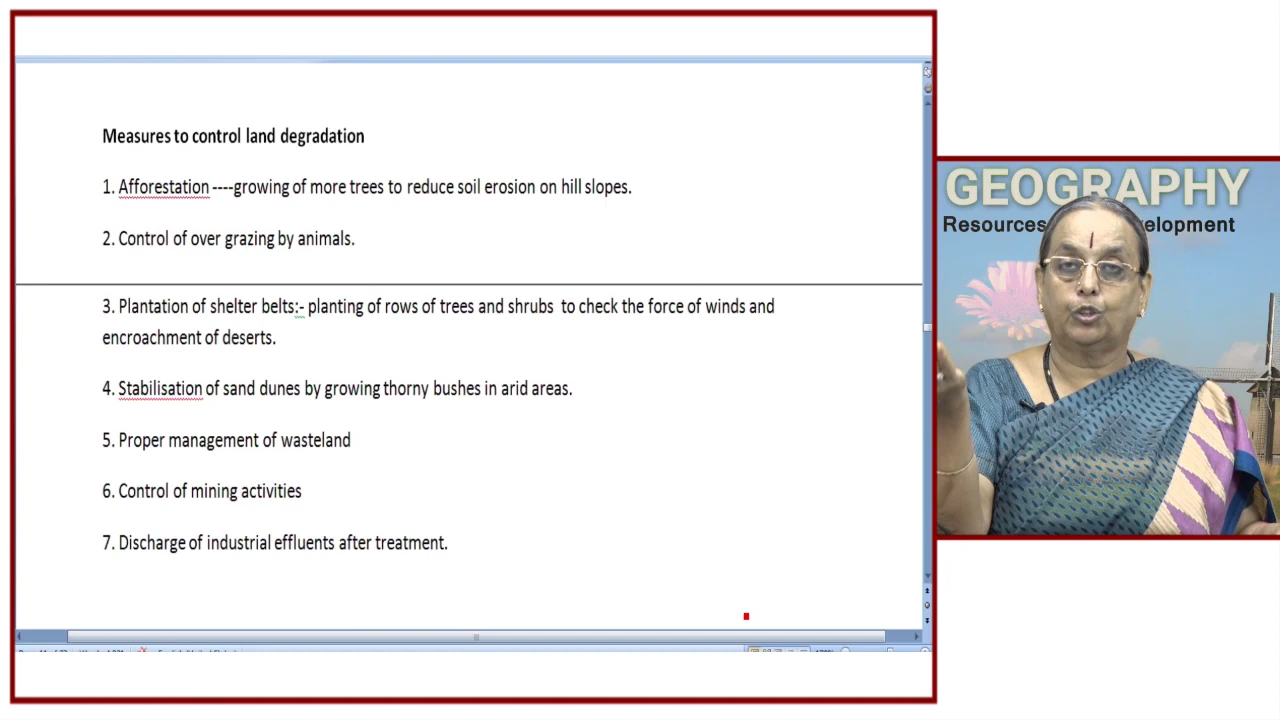 Measures to control land degradation
1. Afforestation ----growing of more trees to reduce soil erosion on hill slopes.
2. Control of over grazing by animals.
3. Plantation of shelter belts:- planting of rows of trees and shrubs to check the force of winds and
encroachment of deserts.
4. Stabilisation of sand dunes by growing thorny bushes in arid areas.
5. Proper management of wasteland
6. Control of mining activities
7. Discharge of industrial effluents after treatment.
GEOGRAPHY
Resources